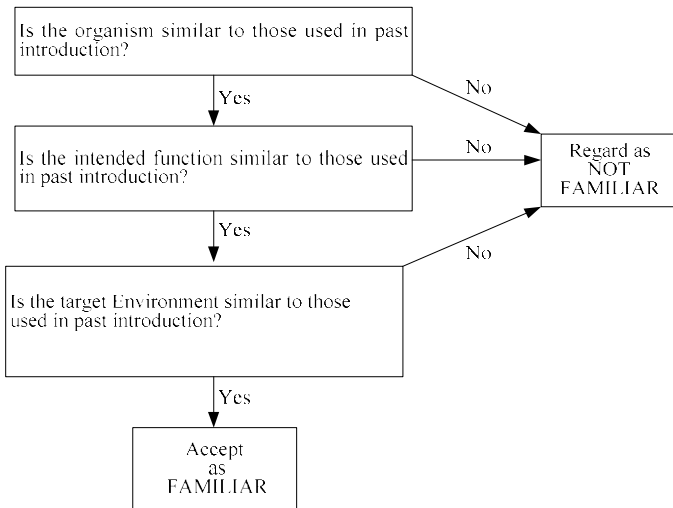 Is the organism similar to those used in past
introduction?
No
Yes
Is the intended function similar to those used
in past introduction?
No
Regard as
NOT
FAMILIAR
Yes
No
Is the target Environment similar to those
used in past introduction?
Yes
Accept
as
FAMILIAR